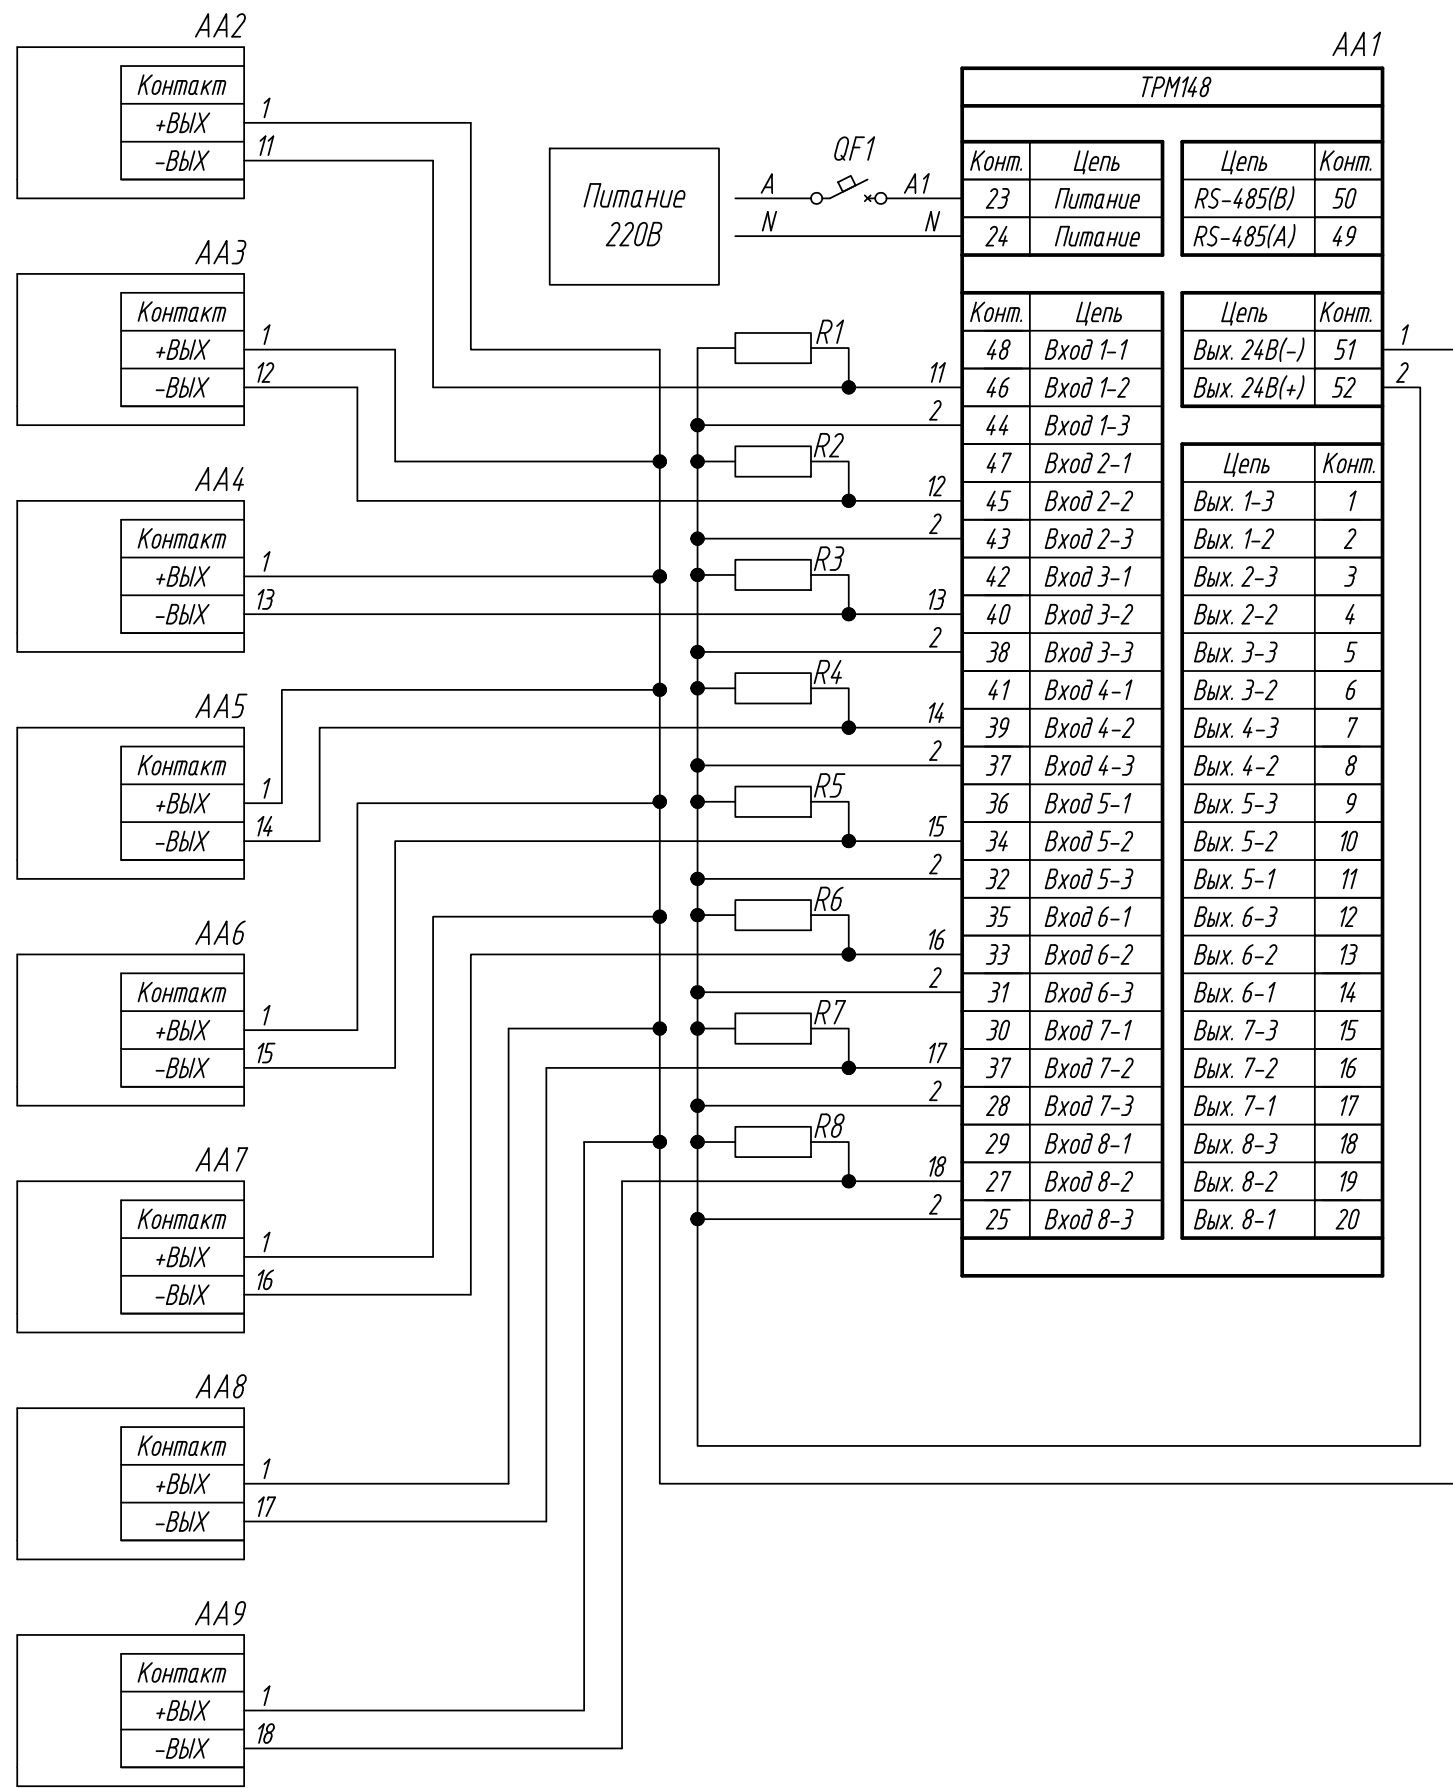 АА2
Контакт
+ВЫХ 1
-ВЫХ 11
АА3
Контакт
+ВЫХ 1
-ВЫХ 12
АА4
Контакт
+ВЫХ 1
-ВЫХ 13
АА5
Контакт
+ВЫХ 1
-ВЫХ 14
АА6
Контакт
+ВЫХ 1
-ВЫХ 15
АА7
Контакт
+ВЫХ 1
-ВЫХ 16
АА8
Контакт
+ВЫХ 1
-ВЫХ 17
АА9
Контакт
+ВЫХ 1
-ВЫХ 18
Питание
220В
QF1
A A1
N N
R1
11
2
R2
12
2
R3
13
2
R4
14
2
R5
15
2
R6
16
2
R7
17
2
R8
18
2
АА1
ТРМ148
Конт. Цепь
23 Питание
24 Питание
Цепь Конт.
RS-485(B) 50
RS-485(A) 49
Конт. Цепь
48 Вход 1-1
46 Вход 1-2
44 Вход 1-3
47 Вход 2-1
45 Вход 2-2
43 Вход 2-3
42 Вход 3-1
40 Вход 3-2
38 Вход 3-3
41 Вход 4-1
39 Вход 4-2
37 Вход 4-3
36 Вход 5-1
34 Вход 5-2
32 Вход 5-3
35 Вход 6-1
33 Вход 6-2
31 Вход 6-3
30 Вход 7-1
37 Вход 7-2
28 Вход 7-3
29 Вход 8-1
27 Вход 8-2
25 Вход 8-3
Цепь Конт.
Вых. 24В(-) 51 1
Вых. 24В(+) 52 2
Цепь Конт.
Вых. 1-3 1
Вых. 1-2 2
Вых. 2-3 3
Вых. 2-2 4
Вых. 3-3 5
Вых. 3-2 6
Вых. 4-3 7
Вых. 4-2 8
Вых. 5-3 9
Вых. 5-2 10
Вых. 5-1 11
Вых. 6-3 12
Вых. 6-2 13
Вых. 6-1 14
Вых. 7-3 15
Вых. 7-2 16
Вых. 7-1 17
Вых. 8-3 18
Вых. 8-2 19
Вых. 8-1 20